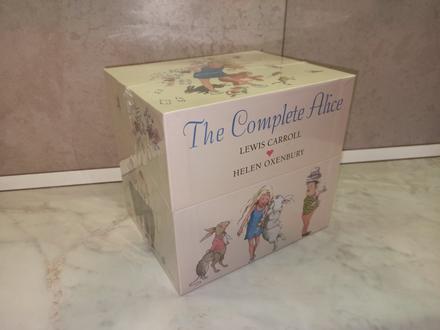 The Complete Alice
LEWIS CARROLL
HELEN OXENBURY